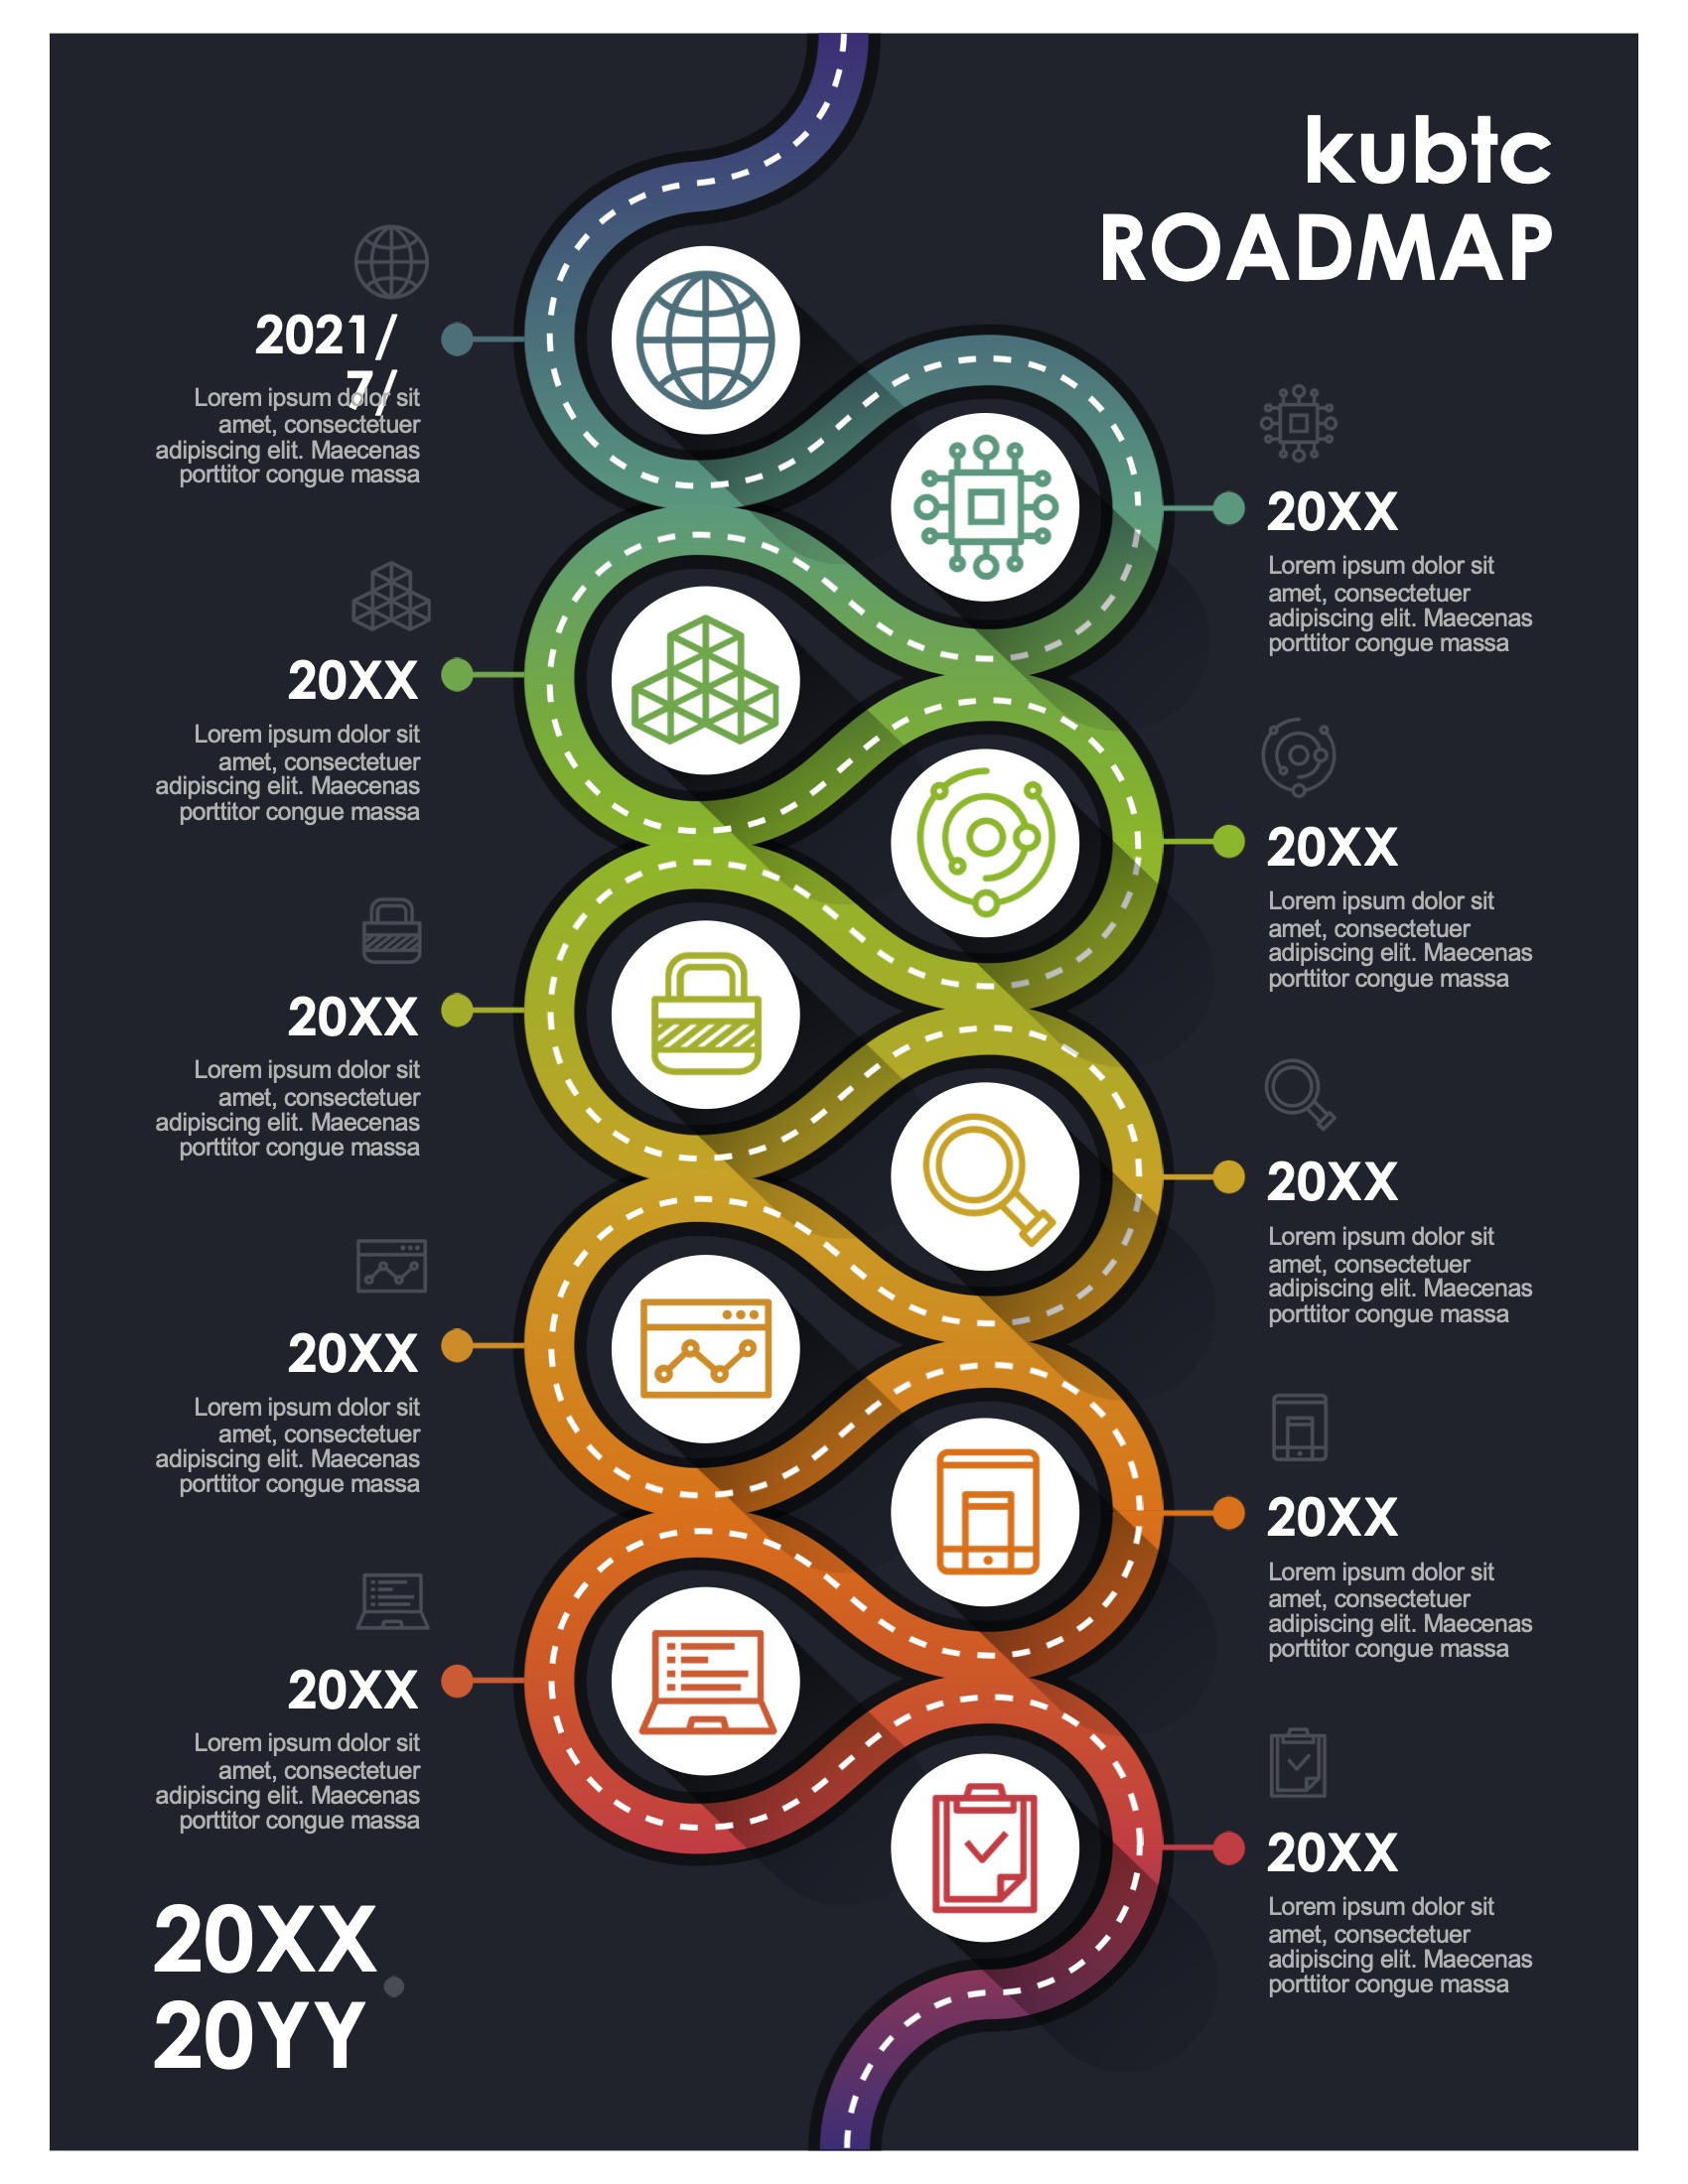 kubtc
ROADMAP
2021/
7/
Lorem ipsum dolor sit
amet, consectetuer
adipiscing elit. Maecenas
porttitor congue massa
20XX
Lorem ipsum dolor sit
amet, consectetuer
adipiscing elit. Maecenas
porttitor congue massa
20XX
Lorem ipsum dolor sit
amet, consectetuer
adipiscing elit. Maecenas
porttitor congue massa
20XX
Lorem ipsum dolor sit
amet, consectetuer
adipiscing elit. Maecenas
porttitor congue massa
20XX
Lorem ipsum dolor sit
amet, consectetuer
adipiscing elit. Maecenas
porttitor congue massa
20XX
Lorem ipsum dolor sit
amet, consectetuer
adipiscing elit. Maecenas
porttitor congue massa
20XX
Lorem ipsum dolor sit
amet, consectetuer
adipiscing elit. Maecenas
porttitor congue massa
20XX
Lorem ipsum dolor sit
amet, consectetuer
adipiscing elit. Maecenas
porttitor congue massa
20XX
Lorem ipsum dolor sit
amet, consectetuer
adipiscing elit. Maecenas
porttitor congue massa
20XX
Lorem ipsum dolor sit
amet, consectetuer
adipiscing elit. Maecenas
porttitor congue massa
20XX
20YY